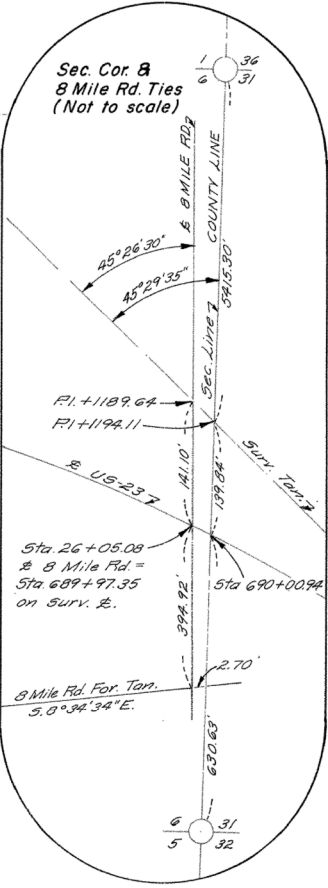 Sec. Cor. &
8 Mile Rd. Ties
(Not to scale)
1 36
6 31
℄ 8 MILE RD.
COUNTY LINE
5415.30'
Sec. Line
45°26'30"
45°29'35"
P.I. +1189.64
P.I +1194.11
141.10'
139.84'
Surv. Tan.
℄ US-23
Sta. 26+05.08
℄ 8 Mile Rd. =
Sta. 689+97.35
on Surv. ℄.
Sta 690+00.94
394.92'
2.70'
8 Mile Rd. For. Tan.
S.8°34'34"E.
630.63'
6 31
5 32